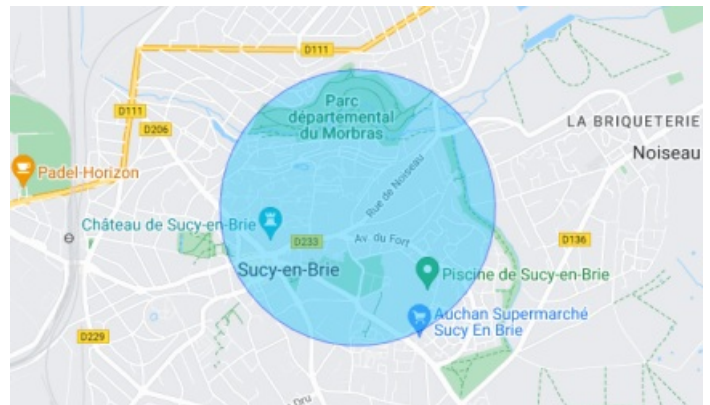 D111
Parc
départemental
du Morbras
D111
D206
LA BRIQUETERIE
Noiseau
Padel-Horizon
Rue de Noiseau
Château de Sucy-en-Brie
D233
Av. du Fort
D136
Sucy-en-Brie
Piscine de Sucy-en-Brie
Auchan Supermarché
Sucy En Brie
D229
Dru